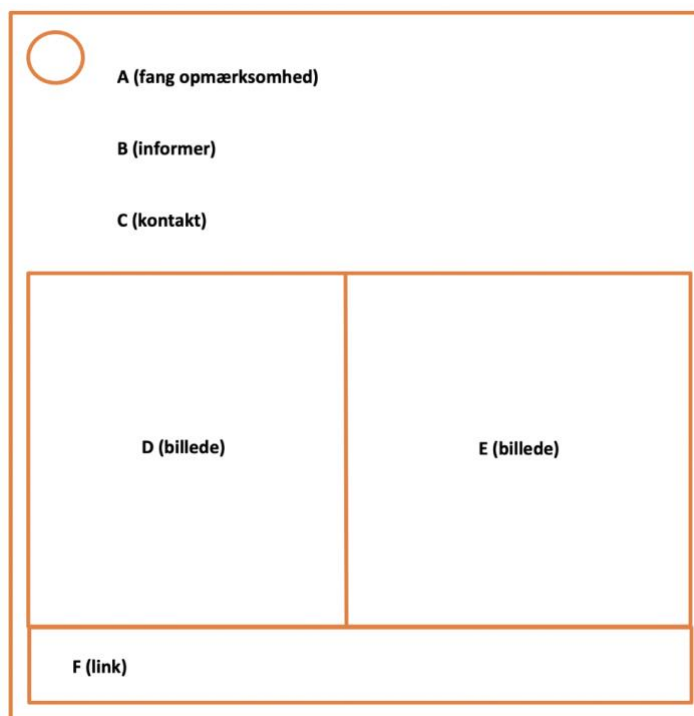 A (fang opmærksomhed)
B (informer)
C (kontakt)
D (billede)
E (billede)
F (link)